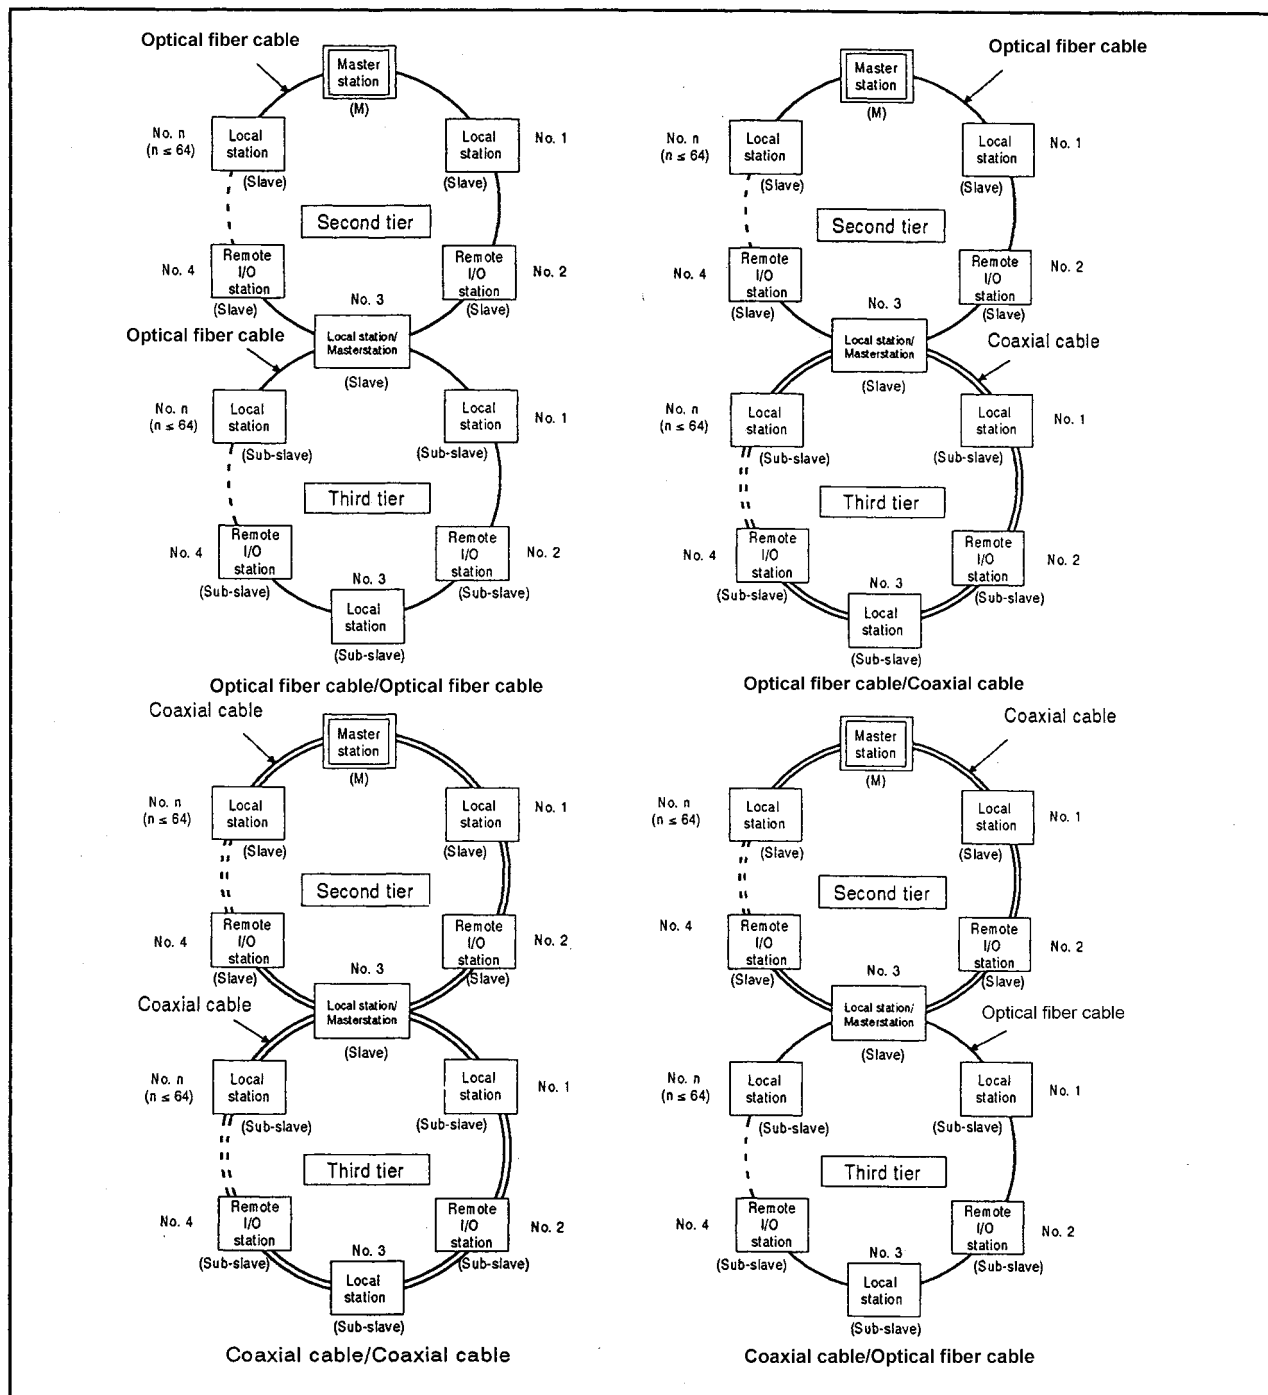 Optical fiber cable
Master
station
(M)
No. n
(n ≤ 64)
Local
station
(Slave)
Local
station
(Slave)
No. 1
Second tier
No. 4
Remote
I/O
station
(Slave)
Remote
I/O
station
(Slave)
No. 2
No. 3
Local station/
Masterstation
(Slave)
Optical fiber cable
No. n
(n ≤ 64)
Local
station
(Sub-slave)
Local
station
(Sub-slave)
No. 1
Third tier
No. 4
Remote
I/O
station
(Sub-slave)
Remote
I/O
station
(Sub-slave)
No. 2
No. 3
Local
station
(Sub-slave)
Optical fiber cable/Optical fiber cable
Optical fiber cable
Master
station
(M)
No. n
(n ≤ 64)
Local
station
(Slave)
Local
station
(Slave)
No. 1
Second tier
No. 4
Remote
I/O
station
(Slave)
Remote
I/O
station
(Slave)
No. 2
No. 3
Local station/
Masterstation
(Slave)
Coaxial cable
No. n
(n ≤ 64)
Local
station
(Sub-slave)
Local
station
(Sub-slave)
No. 1
Third tier
No. 4
Remote
I/O
station
(Sub-slave)
Remote
I/O
station
(Sub-slave)
No. 2
No. 3
Local
station
(Sub-slave)
Optical fiber cable/Coaxial cable
Coaxial cable
Master
station
(M)
No. n
(n ≤ 64)
Local
station
(Slave)
Local
station
(Slave)
No. 1
Second tier
No. 4
Remote
I/O
station
(Slave)
Remote
I/O
station
(Slave)
No. 2
No. 3
Local station/
Masterstation
(Slave)
Coaxial cable
No. n
(n ≤ 64)
Local
station
(Sub-slave)
Local
station
(Sub-slave)
No. 1
Third tier
No. 4
Remote
I/O
station
(Sub-slave)
Remote
I/O
station
(Sub-slave)
No. 2
No. 3
Local
station
(Sub-slave)
Coaxial cable/Coaxial cable
Coaxial cable
Master
station
(M)
No. n
(n ≤ 64)
Local
station
(Slave)
Local
station
(Slave)
No. 1
Second tier
No. 4
Remote
I/O
station
(Slave)
Remote
I/O
station
(Slave)
No. 2
No. 3
Local station/
Masterstation
(Slave)
Optical fiber cable
No. n
(n ≤ 64)
Local
station
(Sub-slave)
Local
station
(Sub-slave)
No. 1
Third tier
No. 4
Remote
I/O
station
(Sub-slave)
Remote
I/O
station
(Sub-slave)
No. 2
No. 3
Local
station
(Sub-slave)
Coaxial cable/Optical fiber cable